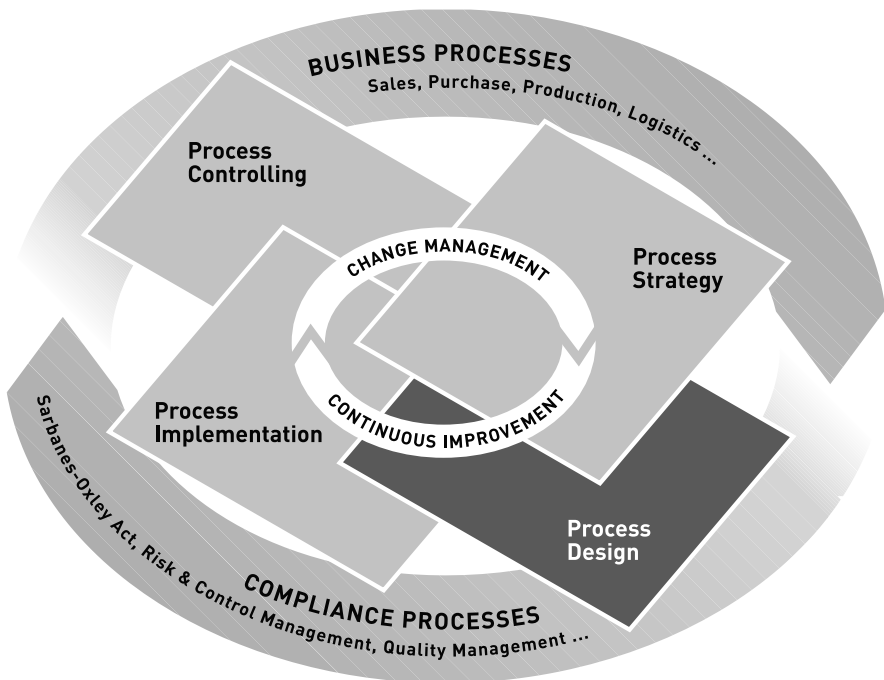 BUSINESS PROCESSES
Sales, Purchase, Production, Logistics ...
Process
Controlling
Process
Strategy
CHANGE MANAGEMENT
CONTINUOUS IMPROVEMENT
Process
Implementation
Process
Design
COMPLIANCE PROCESSES
Sarbanes-Oxley Act, Risk & Control Management, Quality Management ...